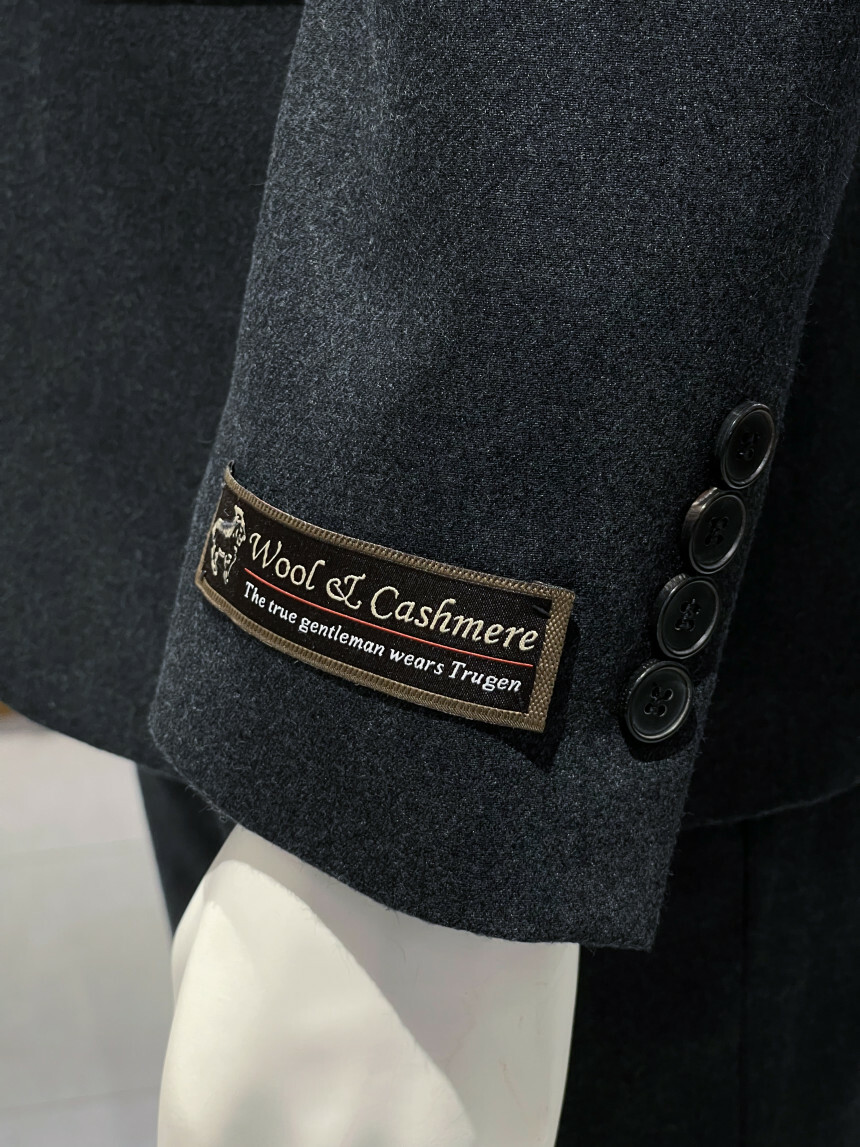 Wool & Cashmere
The true gentleman wears Trugen